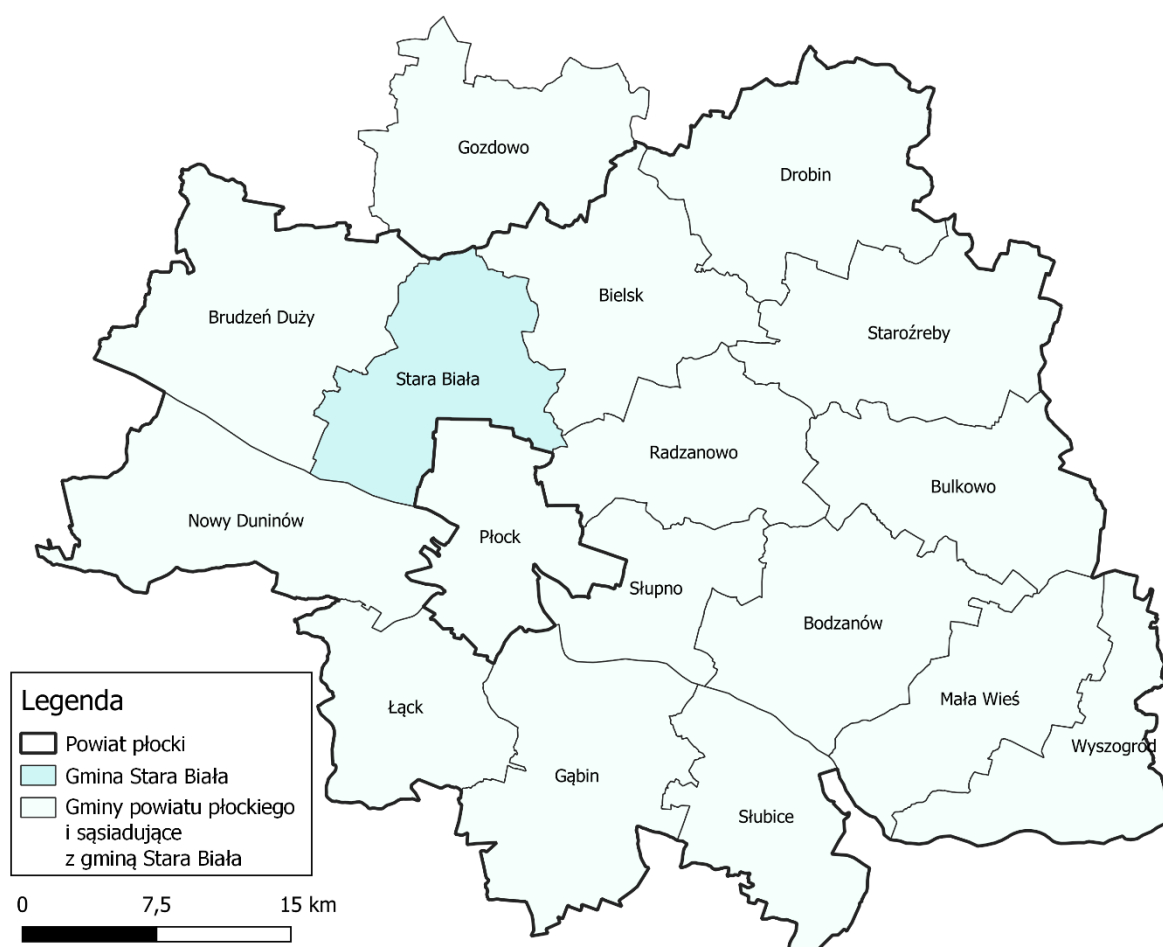 Gozdowo
Drobin
Bielsk
Brudzeń Duży
Staroźreby
Stara Biała
Radzanowo
Bulkowo
Nowy Duninów
Płock
Słupno
Bodzanów
Mała Wieś
Łąck
Wyszogród
Gąbin
Słubice
Legenda
Powiat płocki
Gmina Stara Biała
Gminy powiatu płockiego
i sąsiadujące
z gminą Stara Biała
0 7,5 15 km